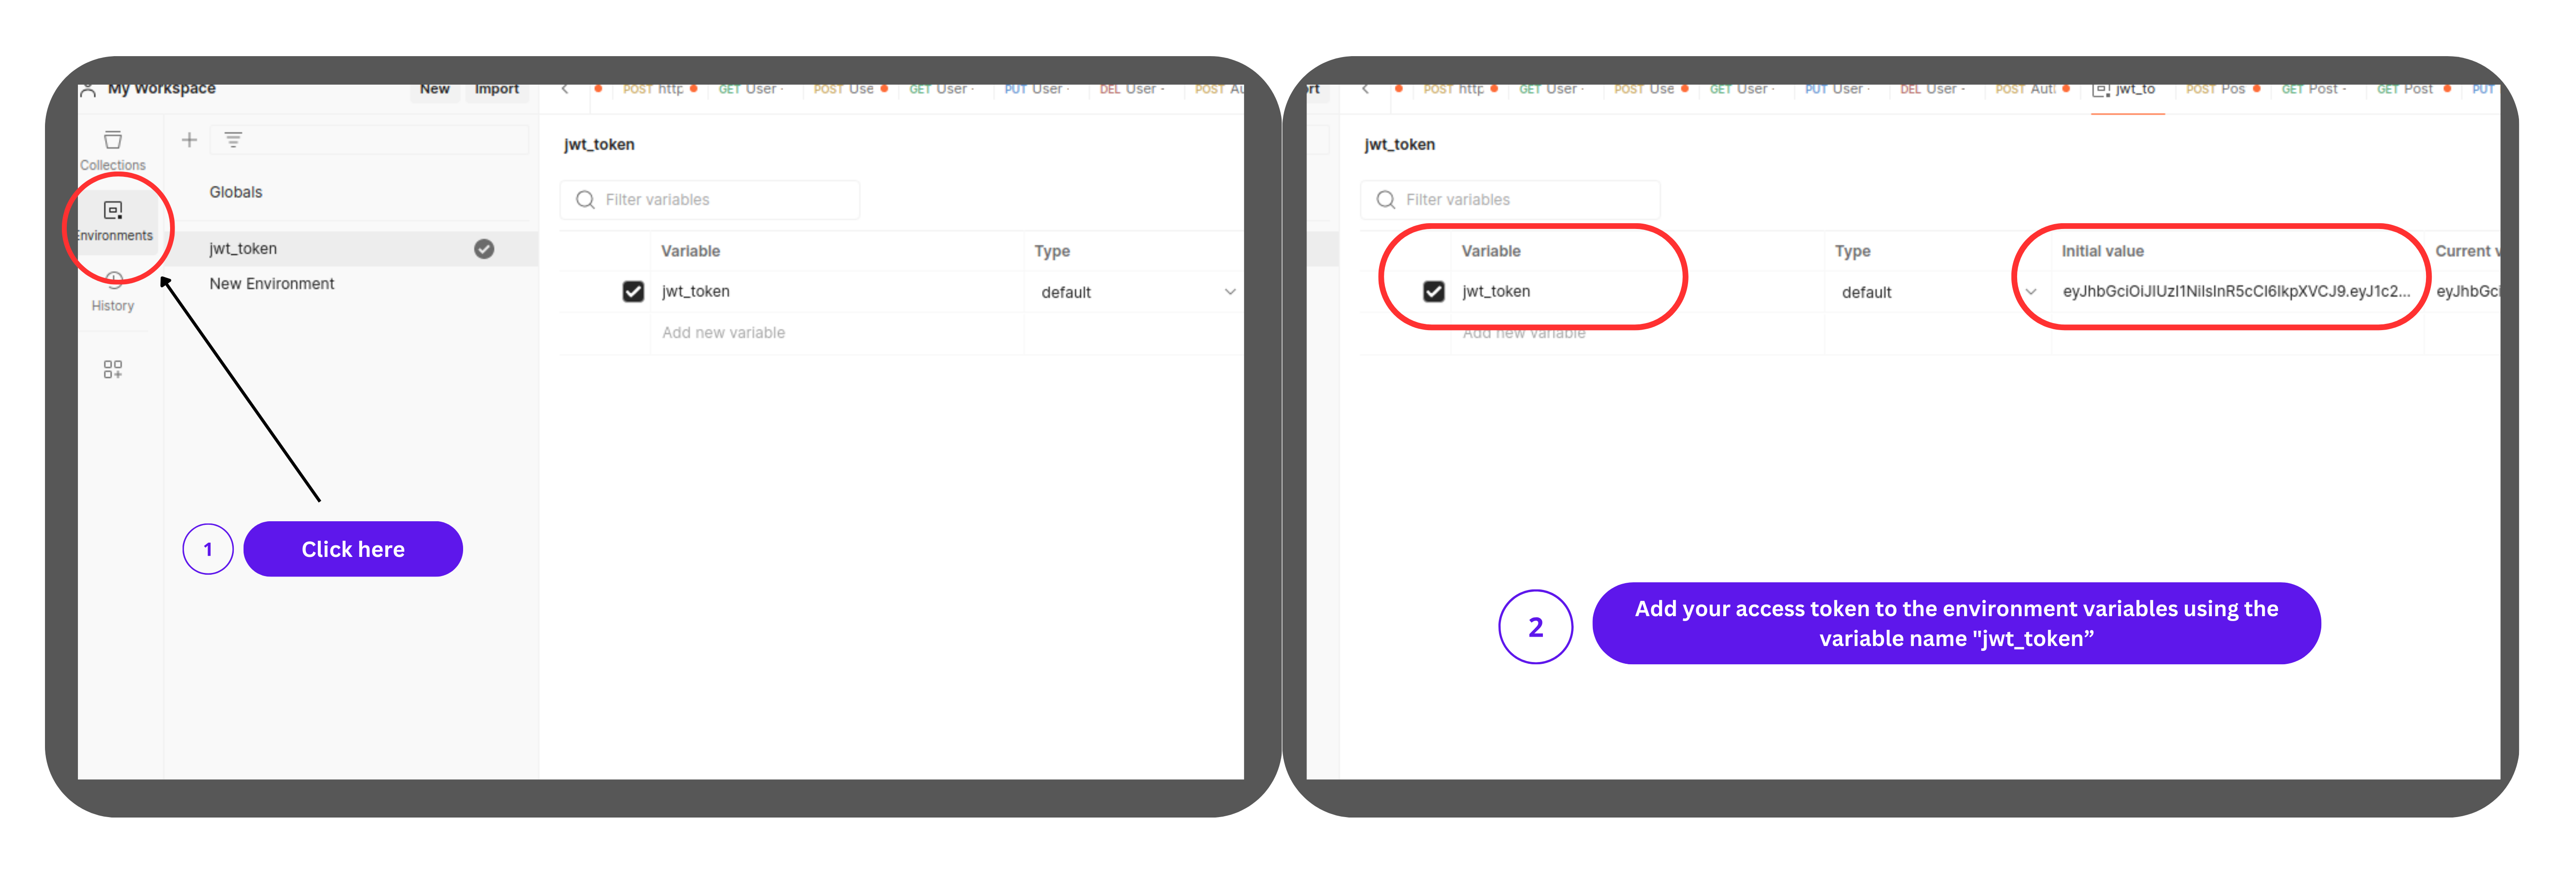 My Workspace
New
Import
POST http
GET User
POST Use
GET User
PUT User
DEL User
POST Au
Collections
Environments
History
Globals
jwt_token
New Environment
jwt_token
Filter variables
Variable
Type
jwt_token
default
Add new variable
1
Click here
POST http
GET User
POST Use
GET User
PUT User
DEL User
POST Aut
jwt_to
POST Pos
GET Post
GET Post
PUT
jwt_token
Filter variables
Variable
Type
Initial value
Current v
jwt_token
default
eyJhbGciOiJIUzI1NiIsInR5cCI6IkpXVCJ9.eyJ1c2...
eyJhbGci
Add new variable
2
Add your access token to the environment variables using the
variable name "jwt_token”